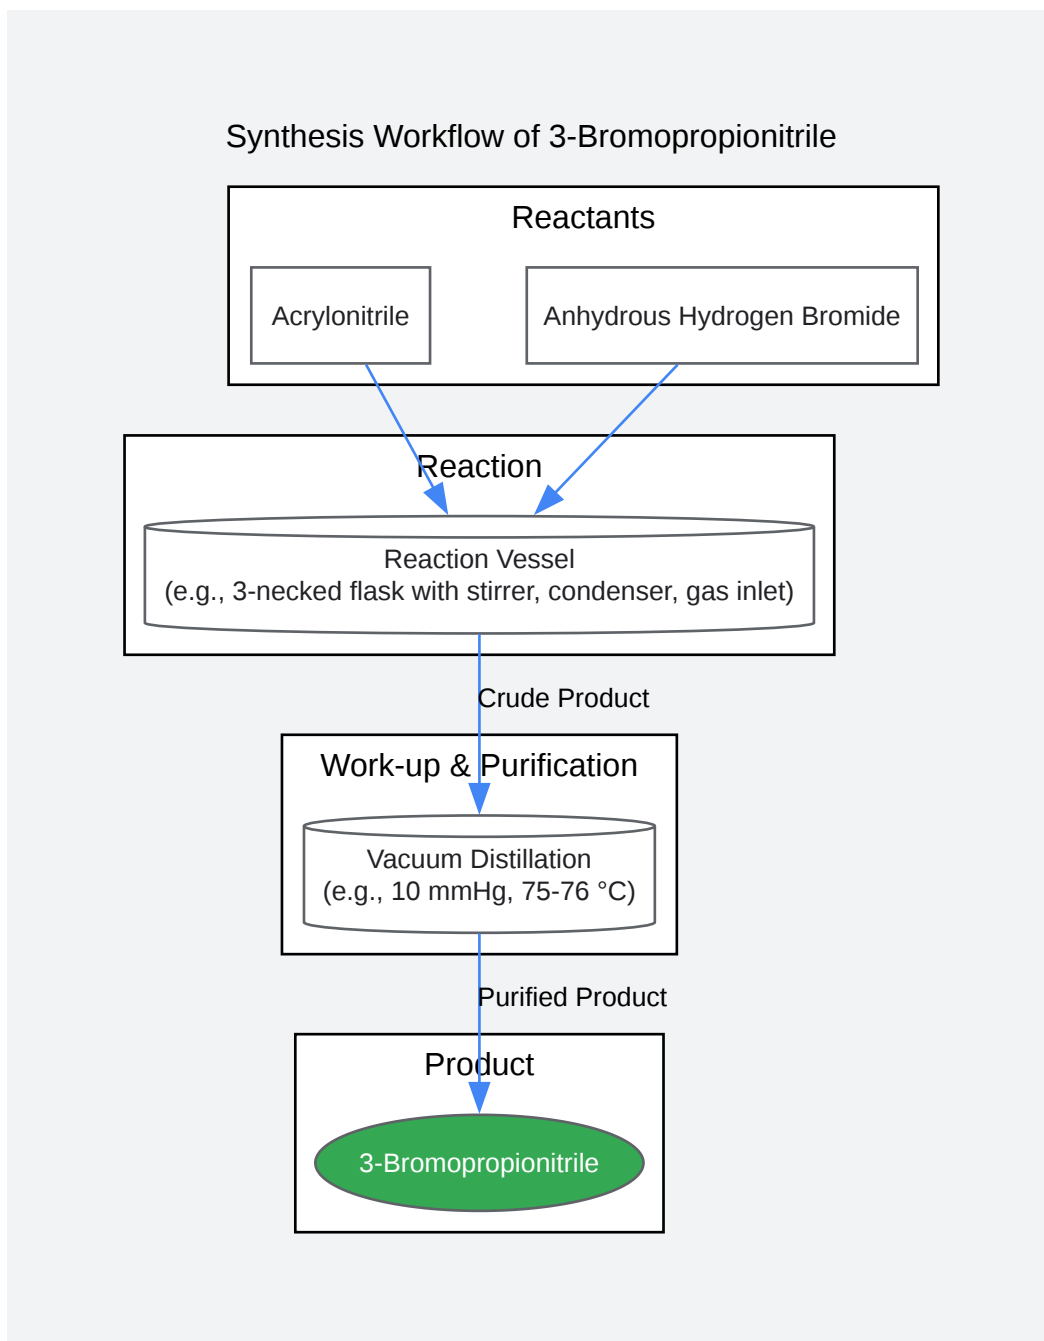 Synthesis Workflow of 3-Bromopropionitrile
Reactants
Acrylonitrile
Anhydrous Hydrogen Bromide
Reaction
Reaction Vessel
(e.g., 3-necked flask with stirrer, condenser, gas inlet)
Crude Product
Work-up & Purification
Vacuum Distillation
(e.g., 10 mmHg, 75-76 °C)
Purified Product
Product
3-Bromopropionitrile